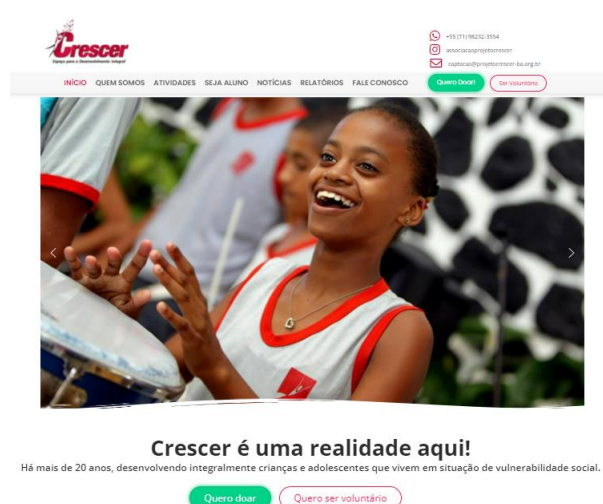 Crescer
Espaço para o Desenvolvimento Integral
+55 (71) 98232-3554
associacaoprojetocrescer
captacao@projetocrescer-ba.org.br
INÍCIO QUEM SOMOS ATIVIDADES SEJA ALUNO NOTÍCIAS RELATÓRIOS FALE CONOSCO Quero Doar! Ser Voluntário
Crescer é uma realidade aqui!
Há mais de 20 anos, desenvolvendo integralmente crianças e adolescentes que vivem em situação de vulnerabilidade social.
Quero doar Quero ser voluntário